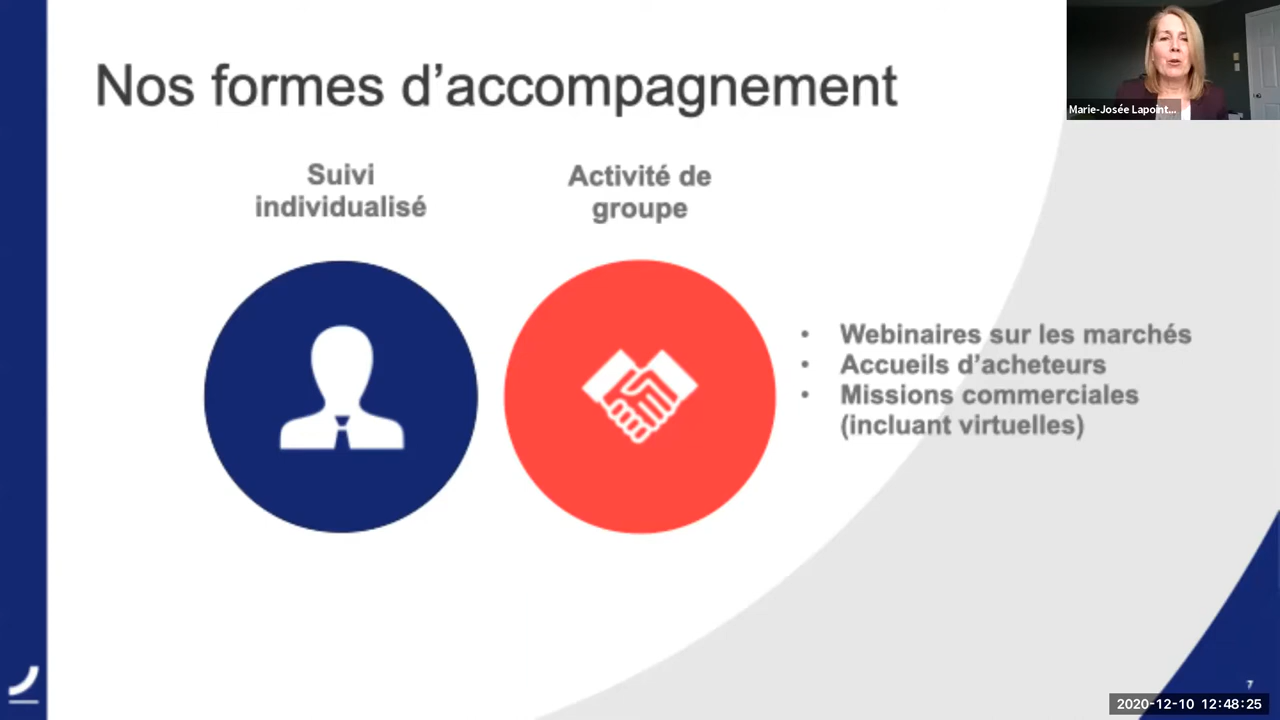 Nos formes d'accompagnement
Marie-Josée Lapoint...
Suivi
individualisé
Activité de
groupe
• Webinaires sur les marchés
• Accueils d'acheteurs
• Missions commerciales
(incluant virtuelles)
7
2020-12-10 12:48:25